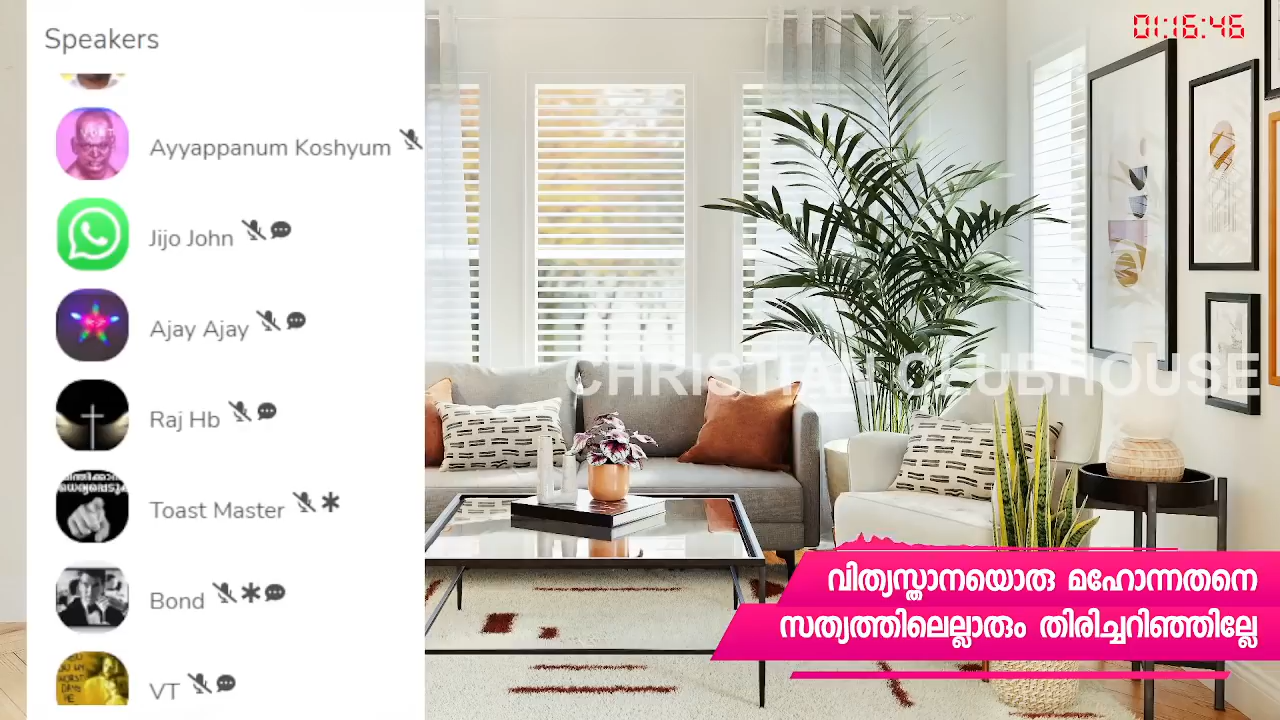 Speakers
01:16:46
Ayyappanum Koshyum
Jijo John
Ajay Ajay
Raj Hb
CHRISTIAN CLUBHOUSE
Toast Master
Bond
VT
വിത്യസ്താനയൊരു മഹോന്നതനെ
സത്യത്തിലെല്ലാരും തിരിച്ചറിഞ്ഞില്ലേ